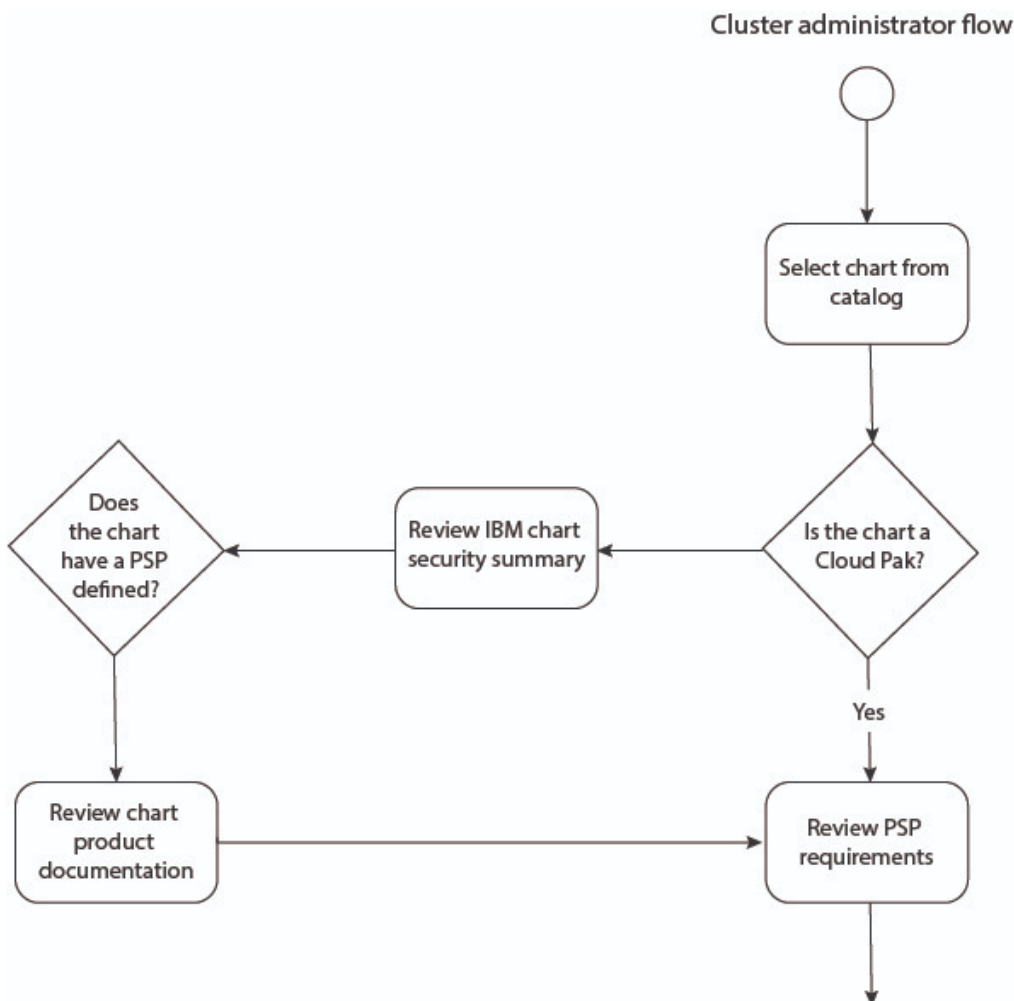 Cluster administrator flow
Select chart from
catalog
Is the chart a
Cloud Pak?
Review IBM chart
security summary
Does
the chart
have a PSP
defined?
Yes
Review chart
product
documentation
Review PSP
requirements